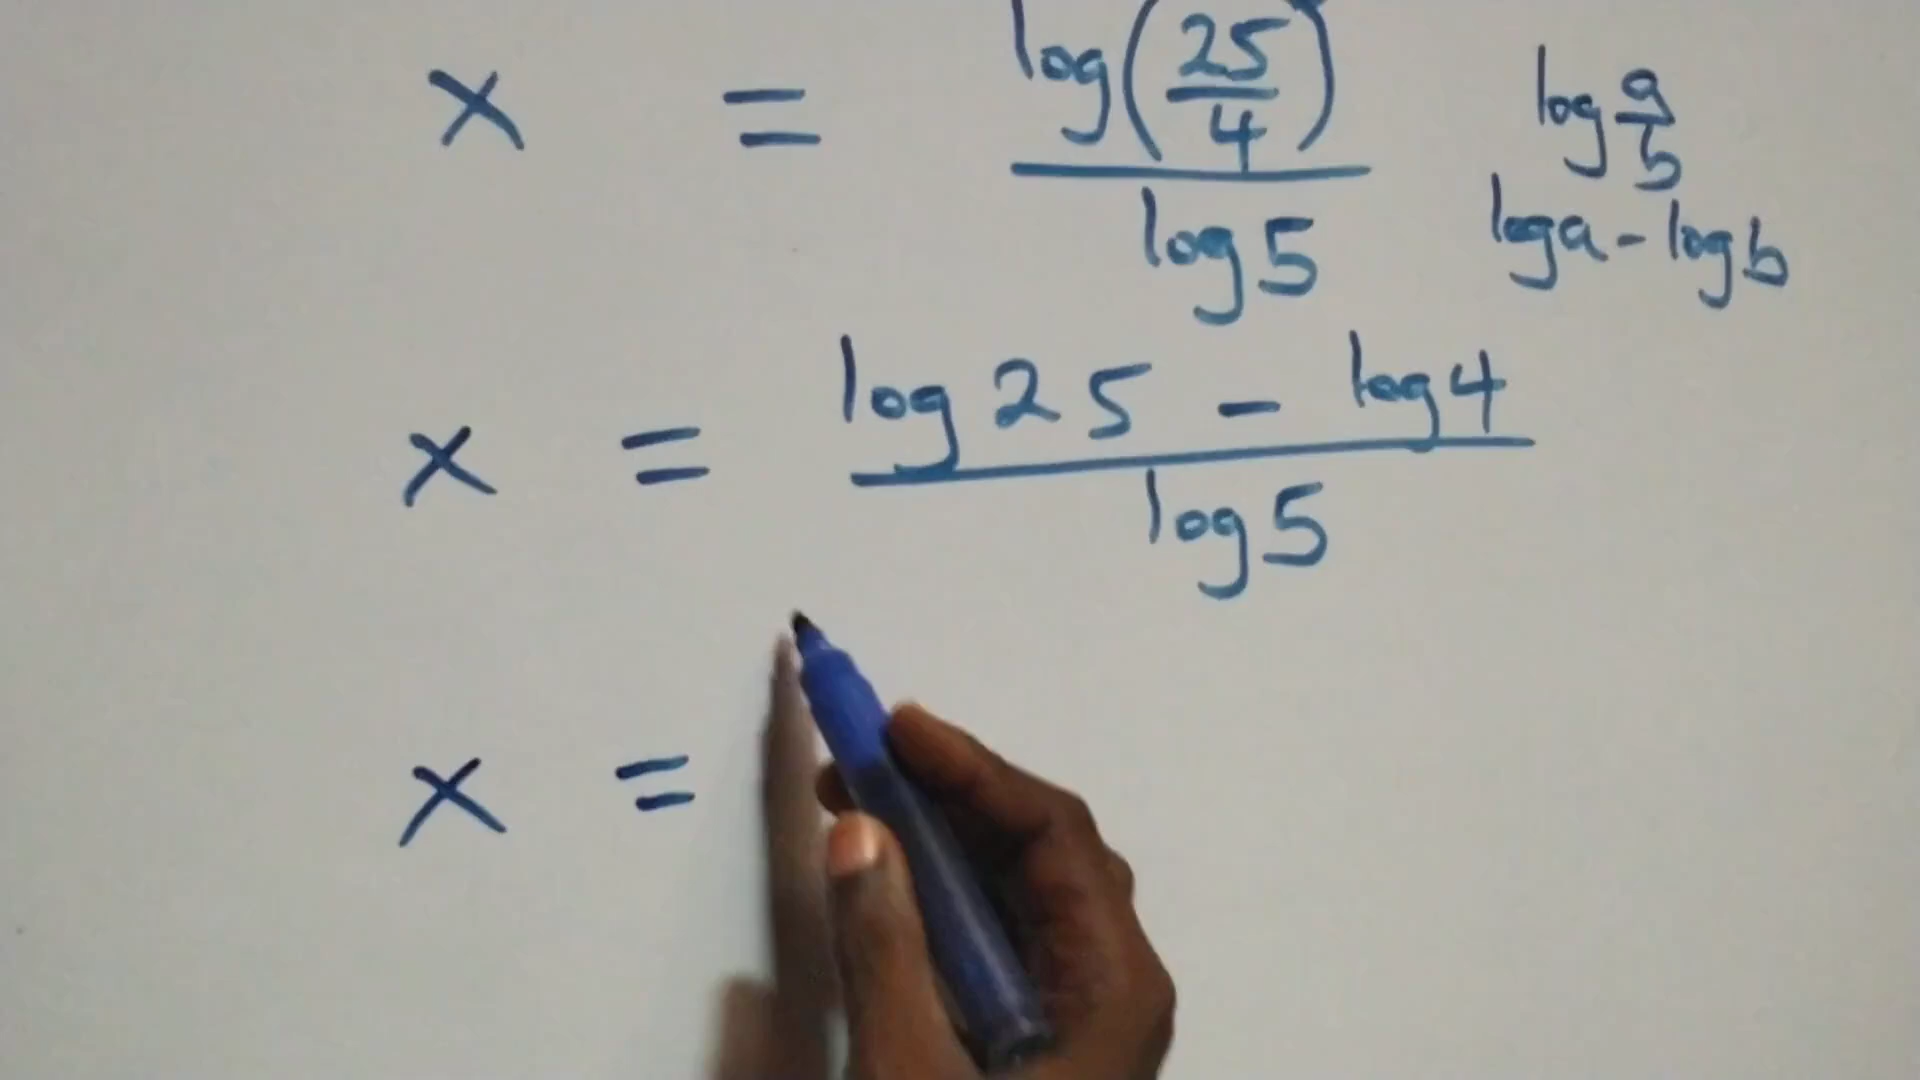 x = log(25/4) / log 5
log a/b
log a - log b
x = log 25 - log 4 / log 5
x =